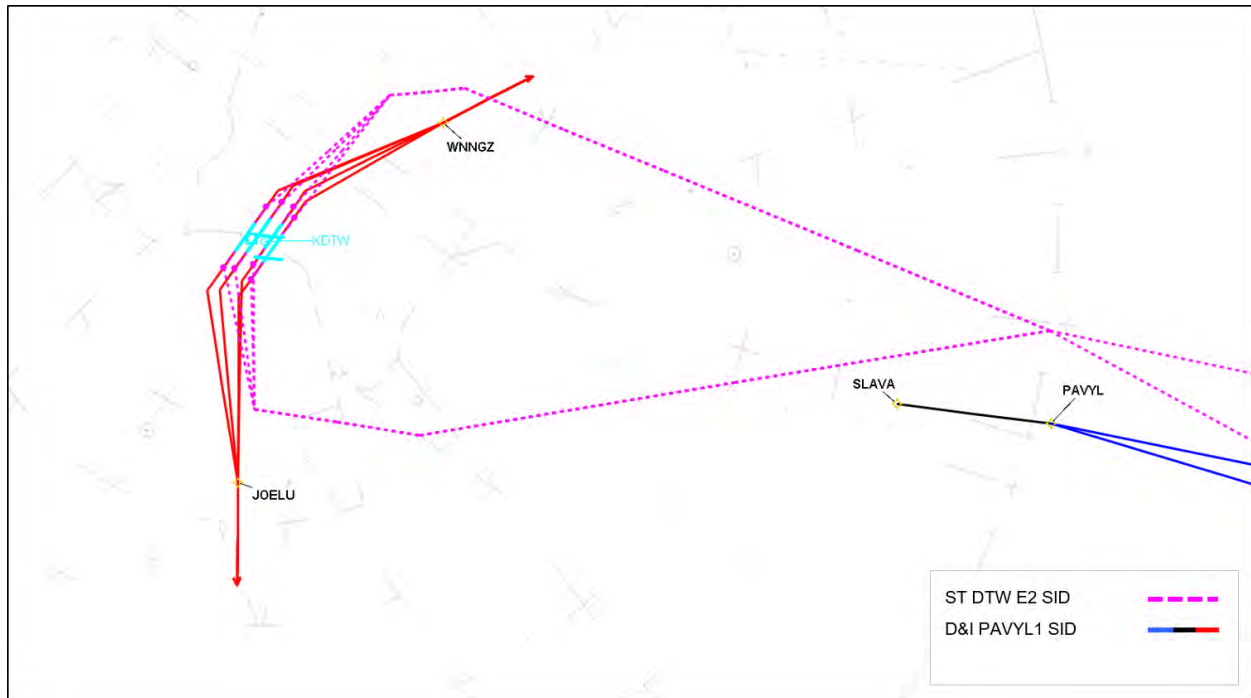 WNNGZ
KDTW
SLAVA
PAVYL
JOELU
ST DTW E2 SID
D&I PAVYL1 SID